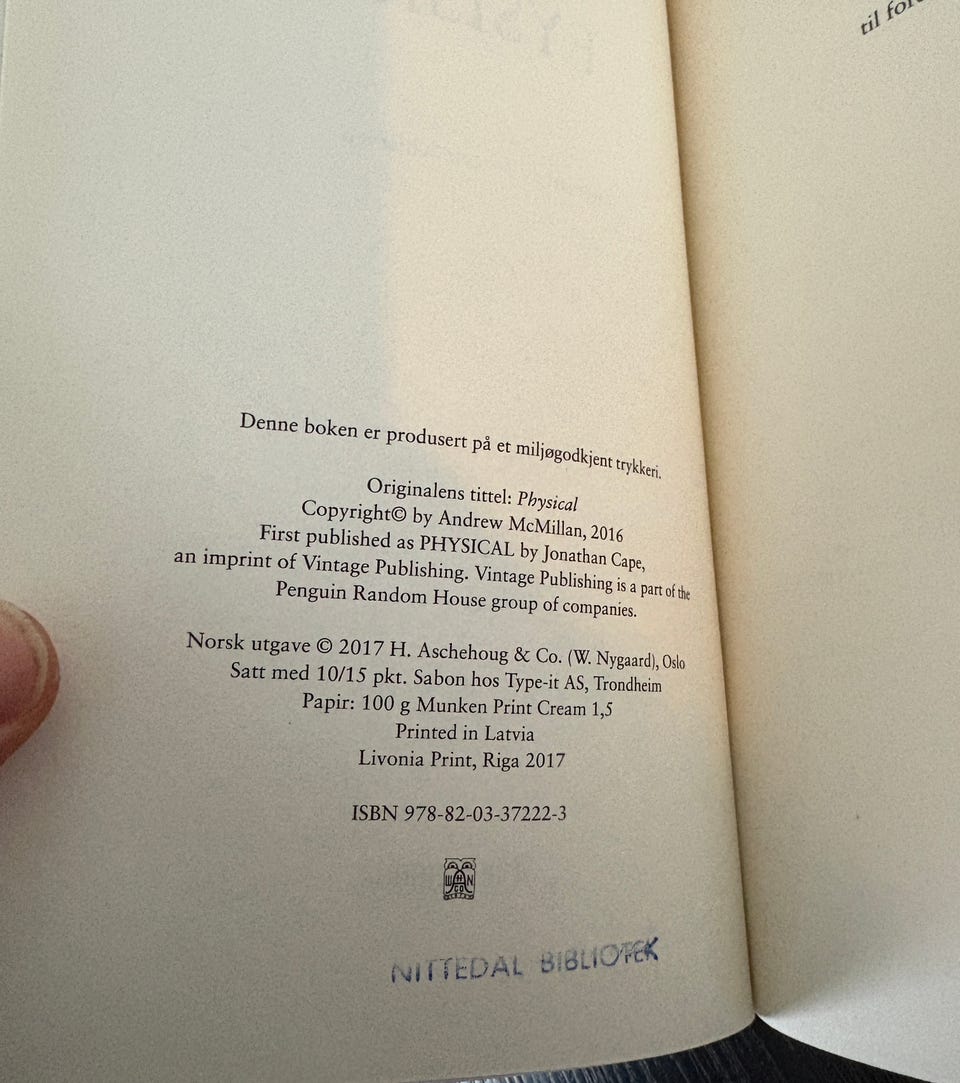 til
Denne boken er produsert på et miljøgodkjent trykkeri.
Originalens tittel: Physical
Copyright© by Andrew McMillan, 2016
First published as PHYSICAL by Jonathan Cape,
an imprint of Vintage Publishing. Vintage Publishing is a part of the
Penguin Random House group of companies.
Norsk utgave © 2017 H. Aschehoug & Co. (W. Nygaard), Oslo
Satt med 10/15 pkt. Sabon hos Type-it AS, Trondheim
Papir: 100 g Munken Print Cream 1,5
Printed in Latvia
Livonia Print, Riga 2017
ISBN 978-82-03-37222-3
NITTEDAL BIBLIOTEK